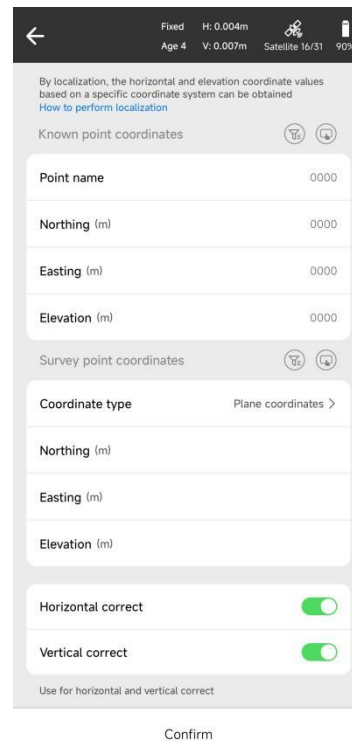 Fixed H: 0.004m
Age 4 V: 0.007m Satellite 16/31 90%
By localization, the horizontal and elevation coordinate values
based on a specific coordinate system can be obtained
How to perform localization
Known point coordinates
Point name 0000
Northing (m) 0000
Easting (m) 0000
Elevation (m) 0000
Survey point coordinates
Coordinate type Plane coordinates >
Northing (m)
Easting (m)
Elevation (m)
Horizontal correct
Vertical correct
Use for horizontal and vertical correct
Confirm